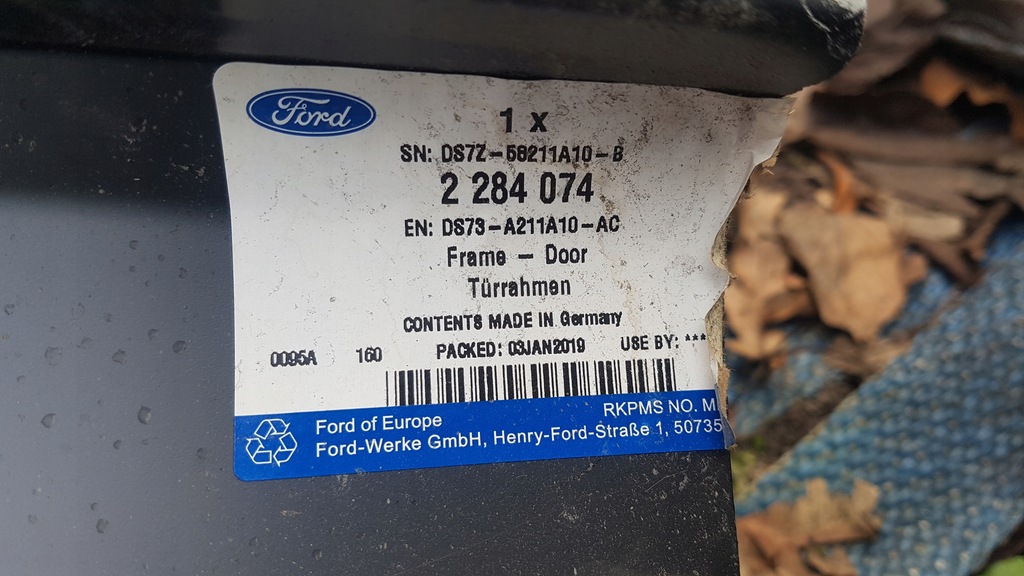 Ford
1 x
SN: DS7Z-58211A10-B
2 284 074
EN: DS73-A211A10-AC
Frame - Door
Türrahmen
CONTENTS MADE IN Germany
0095A 160 PACKED: 03JAN2019 USE BY: ***
RKPMS NO. M
Ford of Europe
Ford-Werke GmbH, Henry-Ford-Straße 1, 50735